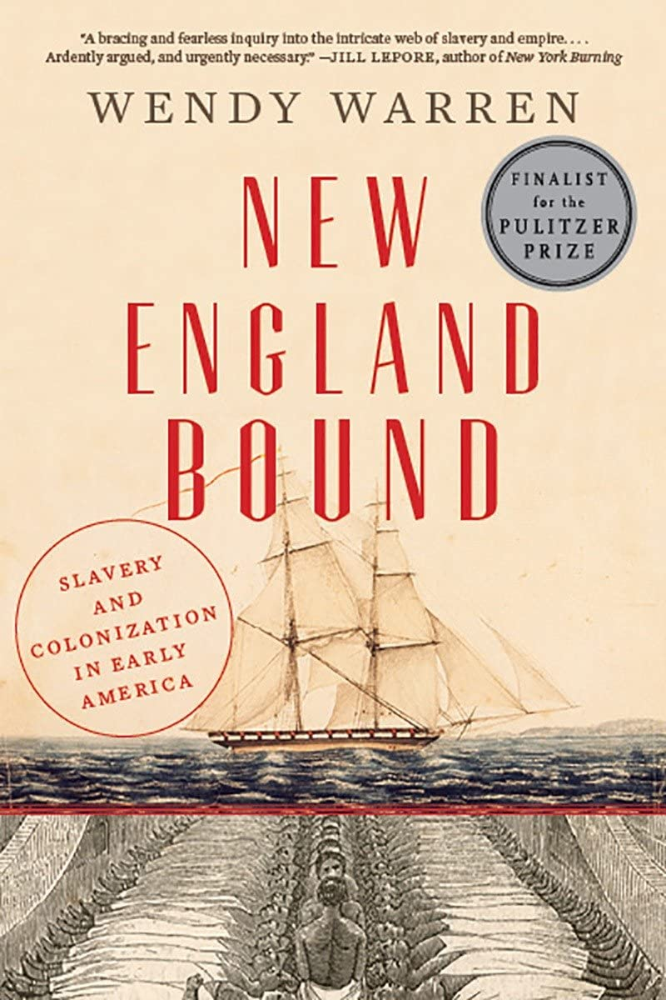 "A bracing and fearless inquiry into the intricate web of slavery and empire. . . .
Ardently argued, and urgently necessary." —JILL LEPORE, author of New York Burning
WENDY WARREN
FINALIST
for the
PULITZER
PRIZE
NEW
ENGLAND
BOUND
SLAVERY
AND
COLONIZATION
IN EARLY
AMERICA